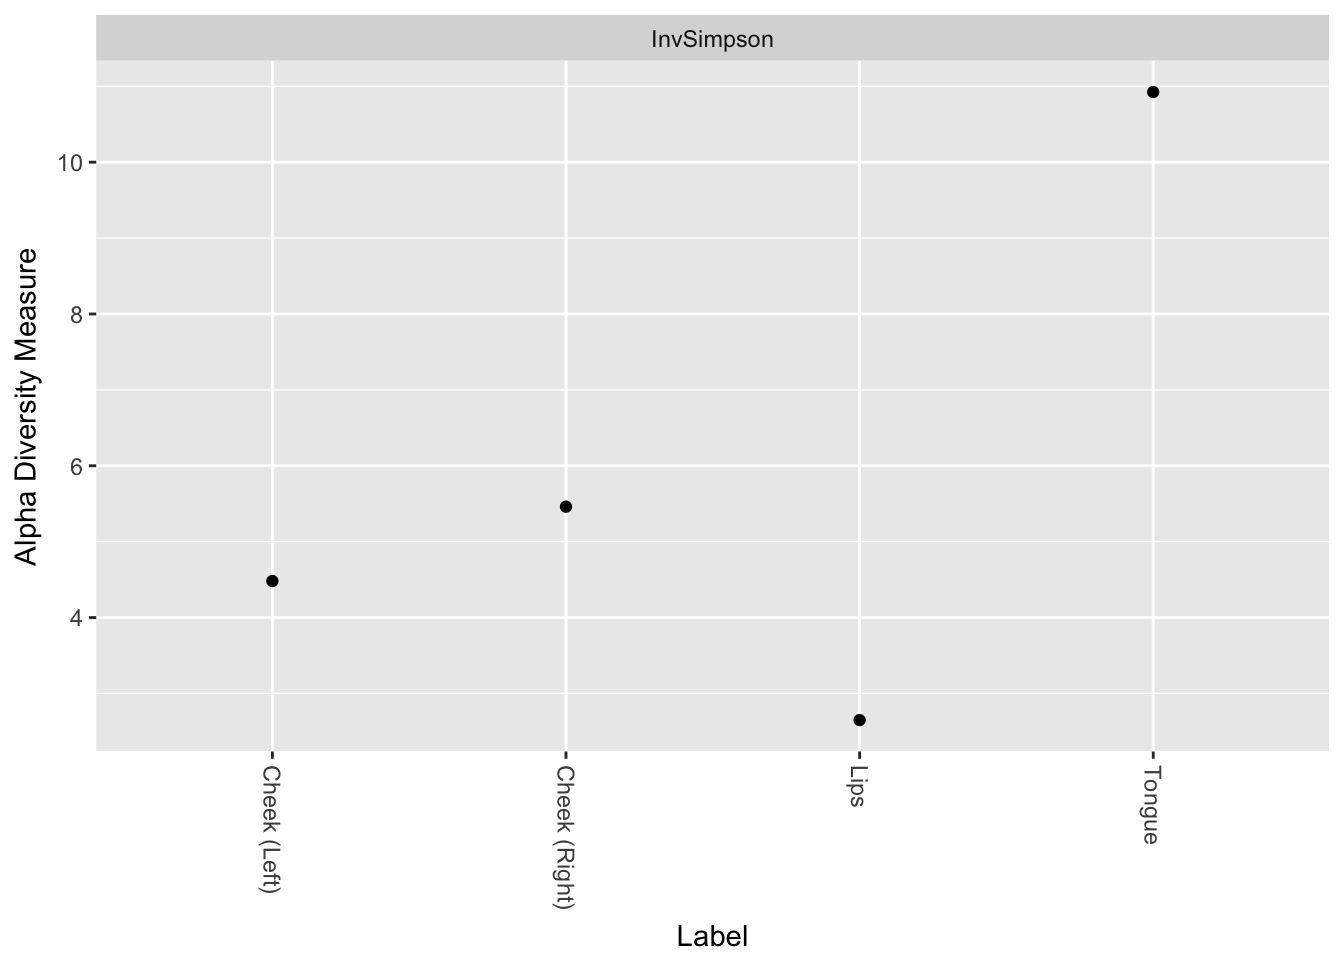 InvSimpson
Alpha Diversity Measure
10
8
6
4
Cheek (Left)
Cheek (Right)
Lips
Tongue
Label